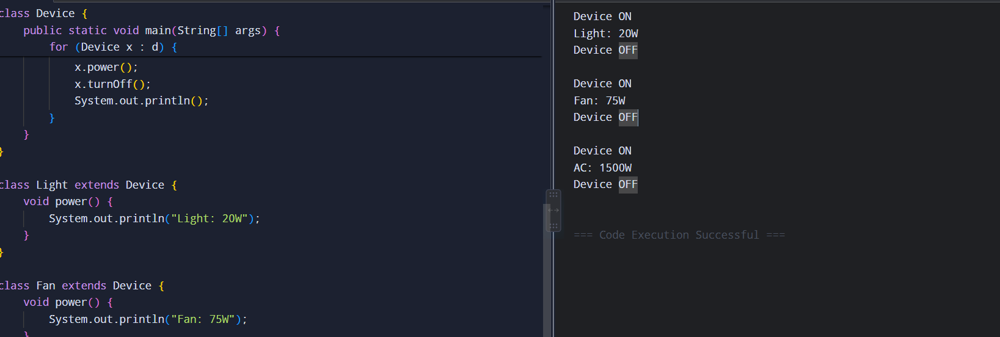 class Device {
    public static void main(String[] args) {
        for (Device x : d) {
            x.power();
            x.turnOff();
            System.out.println();
        }
    }
}
class Light extends Device {
    void power() {
        System.out.println("Light: 20W");
    }
}
class Fan extends Device {
    void power() {
        System.out.println("Fan: 75W");
    }
Device ON
Light: 20W
Device OFF
Device ON
Fan: 75W
Device OFF
Device ON
AC: 1500W
Device OFF
=== Code Execution Successful ===